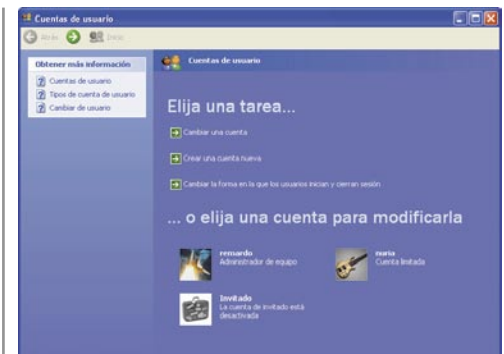 Cuentas de usuario
Atrás
Inicio
Obtener más información
Cuentas de usuario
Tipos de cuenta de usuario
Cambiar de usuario
Cuentas de usuario
Elija una tarea...
Cambiar una cuenta
Crear una cuenta nueva
Cambiar la forma en la que los usuarios inician y cierran sesión
... o elija una cuenta para modificarla
remardo
Administrador de equipo
nuria
Cuenta limitada
Invitado
La cuenta de invitado está
desactivada